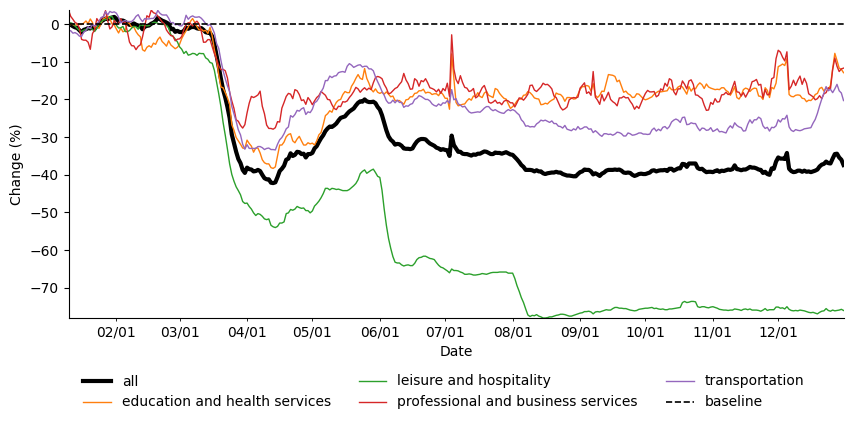 0
−10
−20
−30
−40
−50
−60
−70
Change (%)
02/01 03/01 04/01 05/01 06/01 07/01 08/01 09/01 10/01 11/01 12/01
Date
all leisure and hospitality transportation
education and health services professional and business services baseline